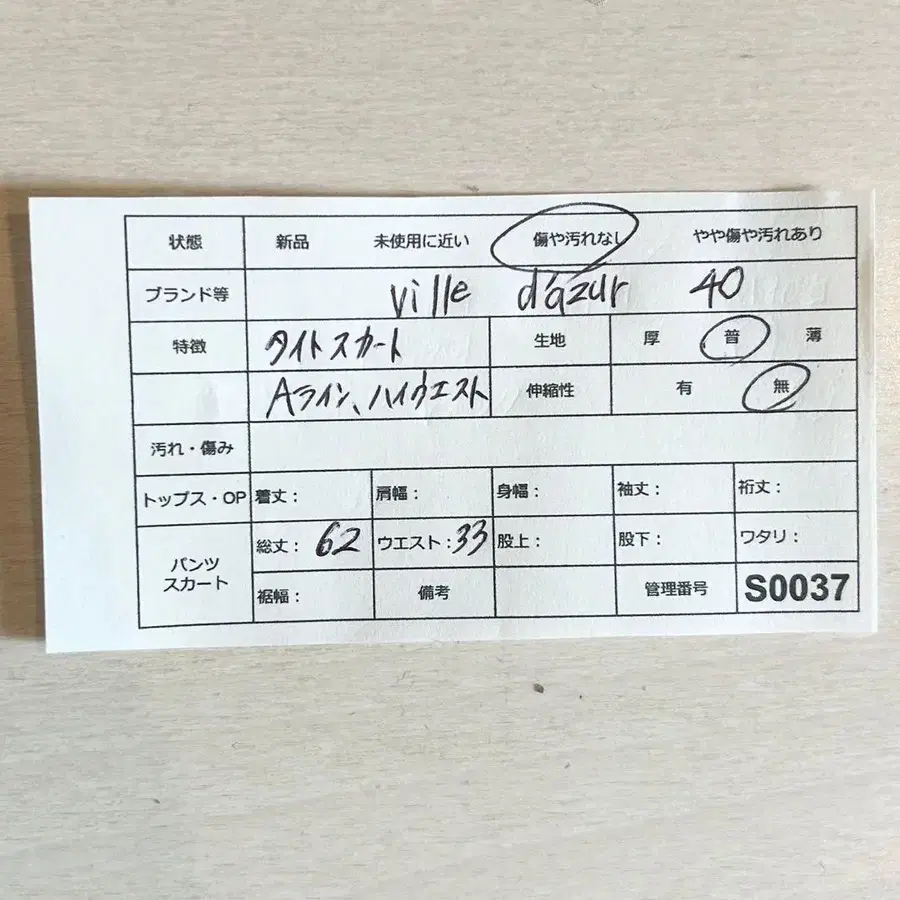 状態 新品 未使用に近い 傷や汚れなし やや傷や汚れあり
ブランド等 ville d'azur 40
特徴 タイトスカート 生地 厚 普 薄
Aライン、ハイウエスト 伸縮性 有 無
汚れ・傷み
トップス・OP 着丈: 肩幅: 身幅: 袖丈: 裄丈:
パンツ スカート 総丈: 62 ウエスト: 33 股上: 股下: ワタリ:
裾幅: 備考 管理番号 S0037